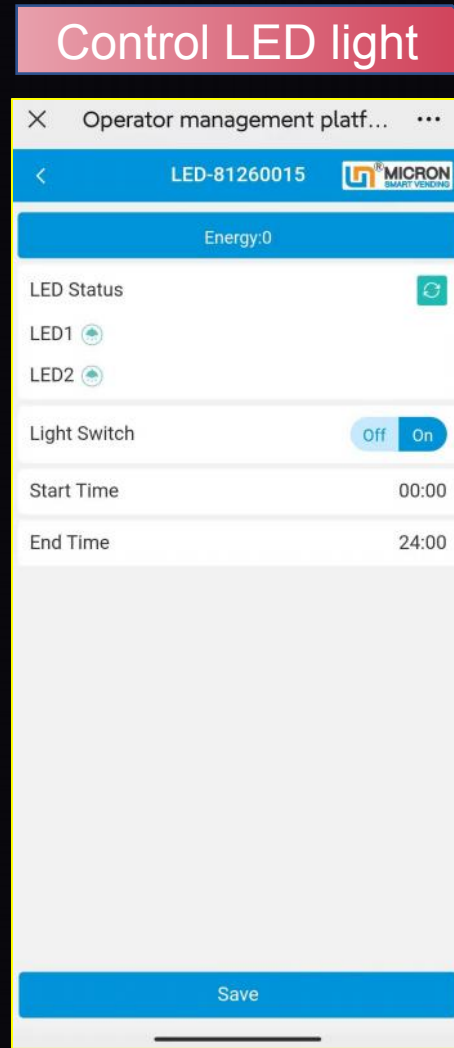 Control LED light
Operator management platf...
LED-81260015
® MICRON
SMART VENDING
Energy:0
LED Status
LED1
LED2
Light Switch Off On
Start Time 00:00
End Time 24:00
Save